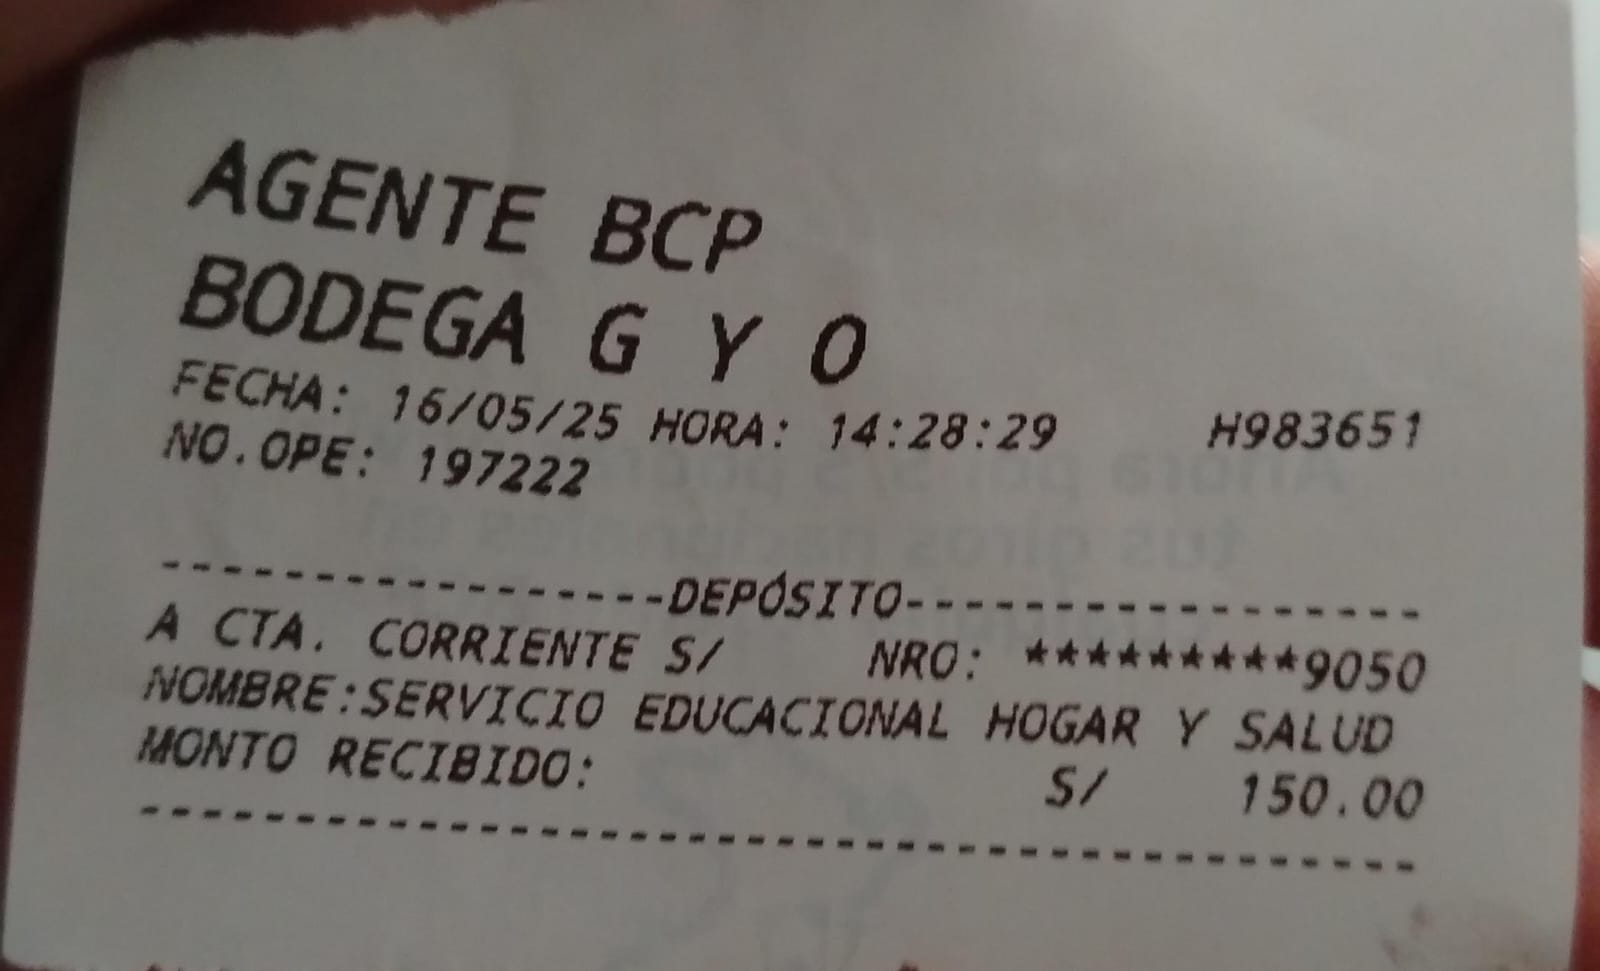 AGENTE BCP
BODEGA G Y O
FECHA: 16/05/25 HORA: 14:28:29 H983651
NO.OPE: 197222
-----------------DEPÓSITO-----------------
A CTA. CORRIENTE S/ NRO: *********9050
NOMBRE:SERVICIO EDUCACIONAL HOGAR Y SALUD
MONTO RECIBIDO: S/ 150.00
------------------------------------------